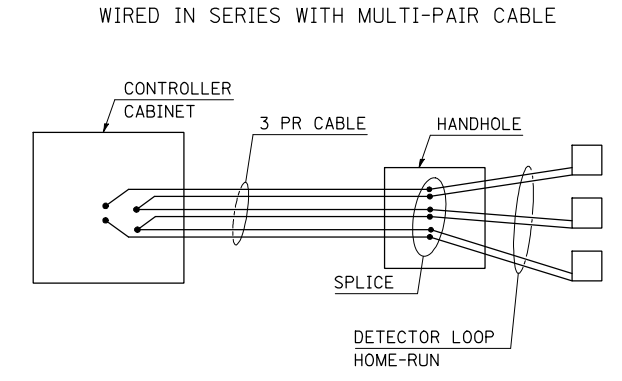 WIRED IN SERIES WITH MULTI-PAIR CABLE
CONTROLLER
CABINET
3 PR CABLE
HANDHOLE
SPLICE
DETECTOR LOOP
HOME-RUN